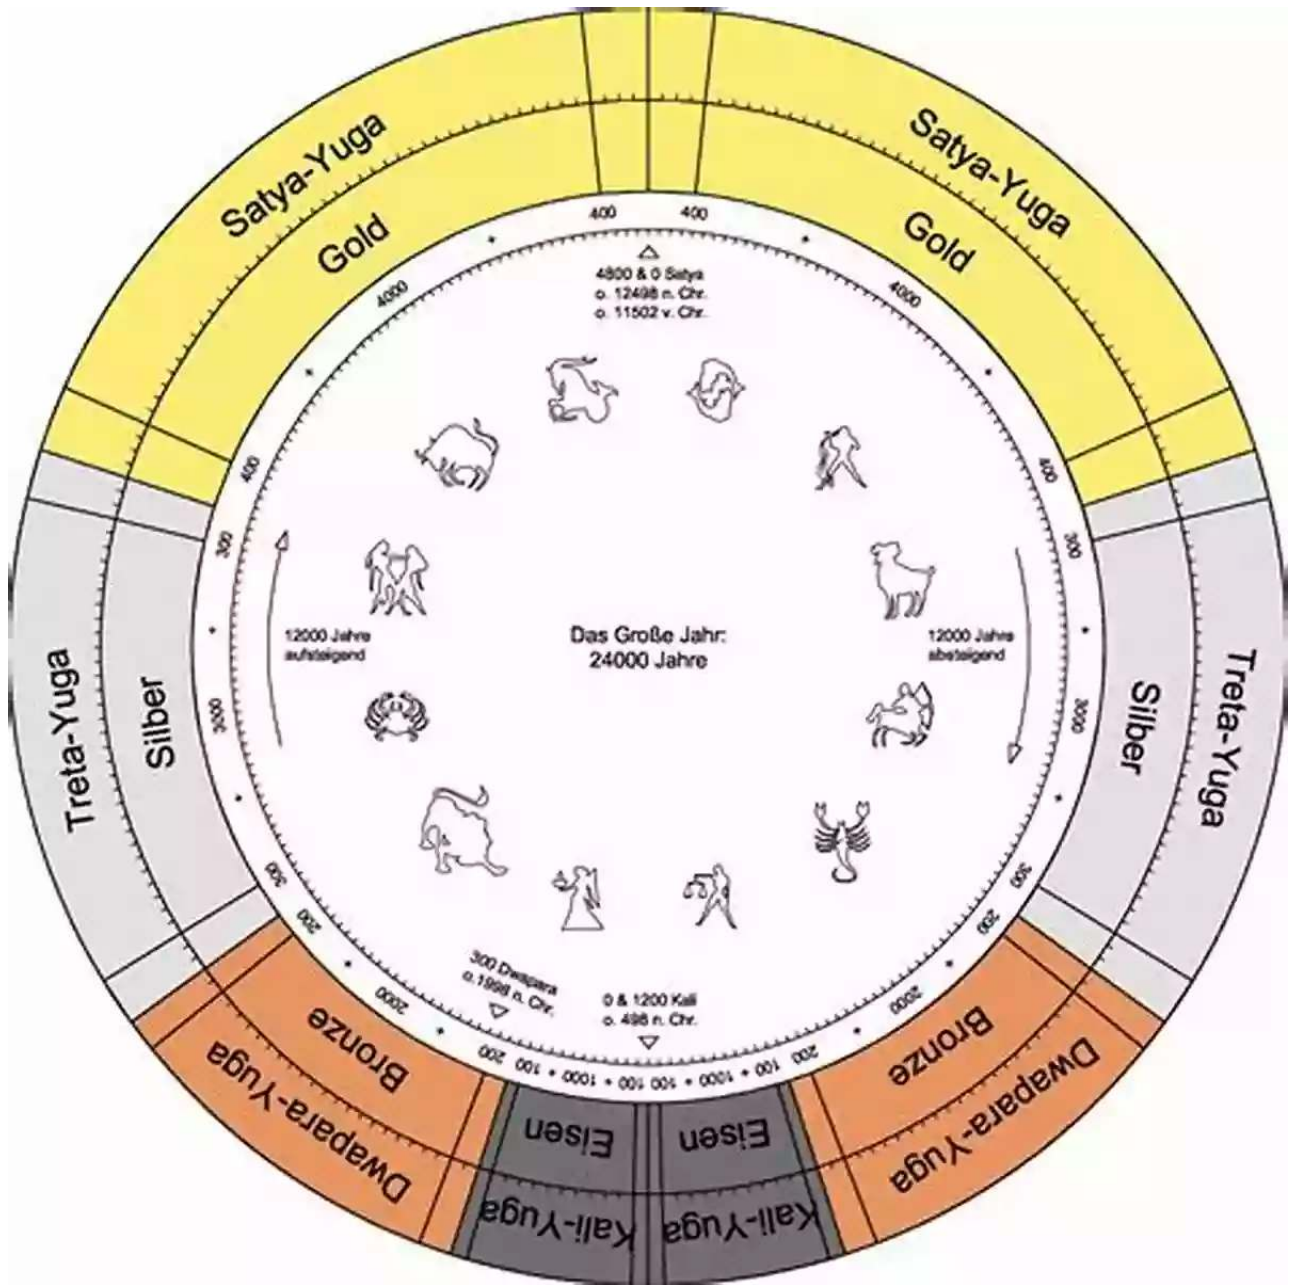 Satya-Yuga
Satya-Yuga
Gold
Gold
400
400
4000
4000
4800 & 0 Satya
o. 12498 n. Chr.
o. 11502 v. Chr.
400
400
300
300
12000 Jahre
aufsteigend
Das Große Jahr:
24000 Jahre
12000 Jahre
absteigend
Treta-Yuga
Silber
3000
3000
Silber
Treta-Yuga
300
300
200
200
300 Dwapara
o.1998 n. Chr.
0 & 1200 Kali
o. 498 n. Chr.
2000
2000
Bronze
Bronze
Dwapara-Yuga
Dwapara-Yuga
200
100
1000
100
100
1000
100
200
Eisen
Eisen
Kali-Yuga
Kali-Yuga